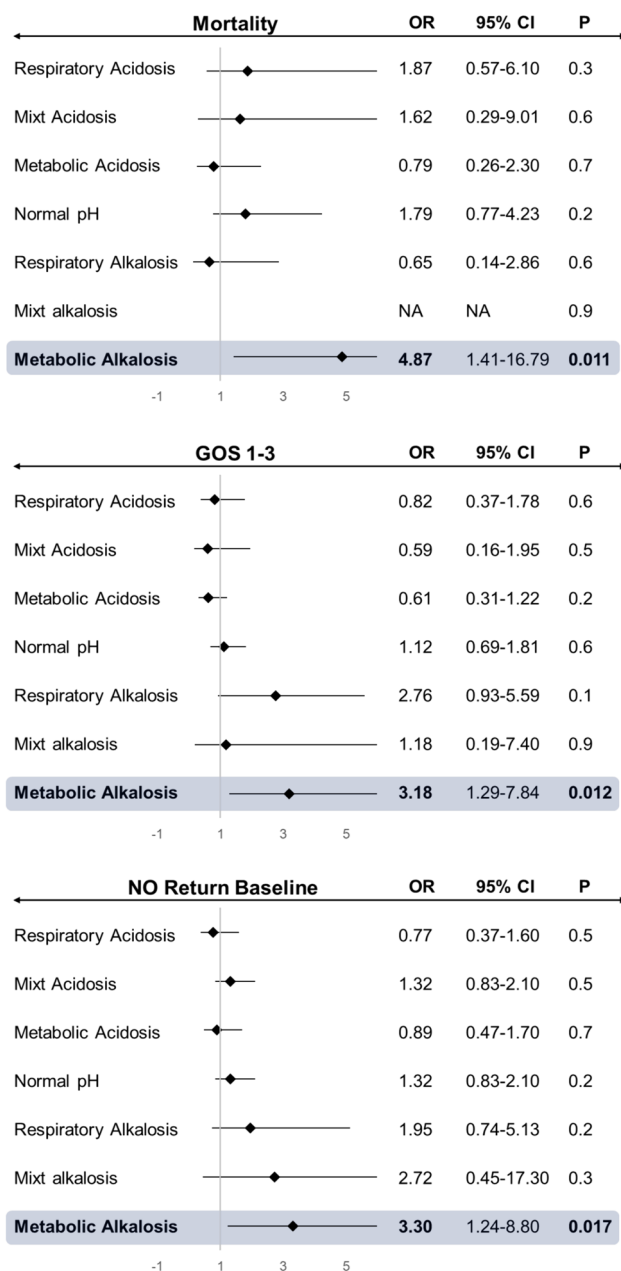 Mortality OR 95% CI P
Respiratory Acidosis 1.87 0.57-6.10 0.3
Mixt Acidosis 1.62 0.29-9.01 0.6
Metabolic Acidosis 0.79 0.26-2.30 0.7
Normal pH 1.79 0.77-4.23 0.2
Respiratory Alkalosis 0.65 0.14-2.86 0.6
Mixt alkalosis NA NA 0.9
Metabolic Alkalosis 4.87 1.41-16.79 0.011
-1 1 3 5
GOS 1-3 OR 95% CI P
Respiratory Acidosis 0.82 0.37-1.78 0.6
Mixt Acidosis 0.59 0.16-1.95 0.5
Metabolic Acidosis 0.61 0.31-1.22 0.2
Normal pH 1.12 0.69-1.81 0.6
Respiratory Alkalosis 2.76 0.93-5.59 0.1
Mixt alkalosis 1.18 0.19-7.40 0.9
Metabolic Alkalosis 3.18 1.29-7.84 0.012
-1 1 3 5
NO Return Baseline OR 95% CI P
Respiratory Acidosis 0.77 0.37-1.60 0.5
Mixt Acidosis 1.32 0.83-2.10 0.5
Metabolic Acidosis 0.89 0.47-1.70 0.7
Normal pH 1.32 0.83-2.10 0.2
Respiratory Alkalosis 1.95 0.74-5.13 0.2
Mixt alkalosis 2.72 0.45-17.30 0.3
Metabolic Alkalosis 3.30 1.24-8.80 0.017
-1 1 3 5